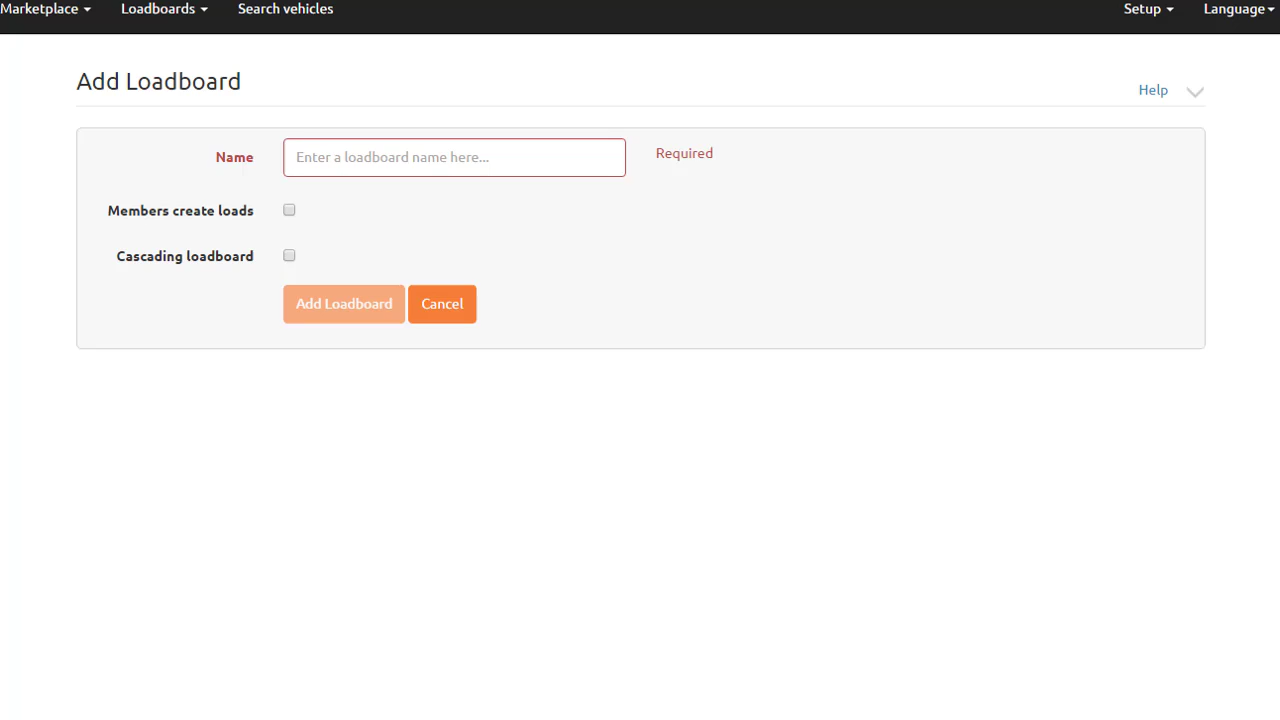 Marketplace Loadboards Search vehicles Setup Language
Add Loadboard
Help
Name Enter a loadboard name here... Required
Members create loads
Cascading loadboard
Add Loadboard Cancel